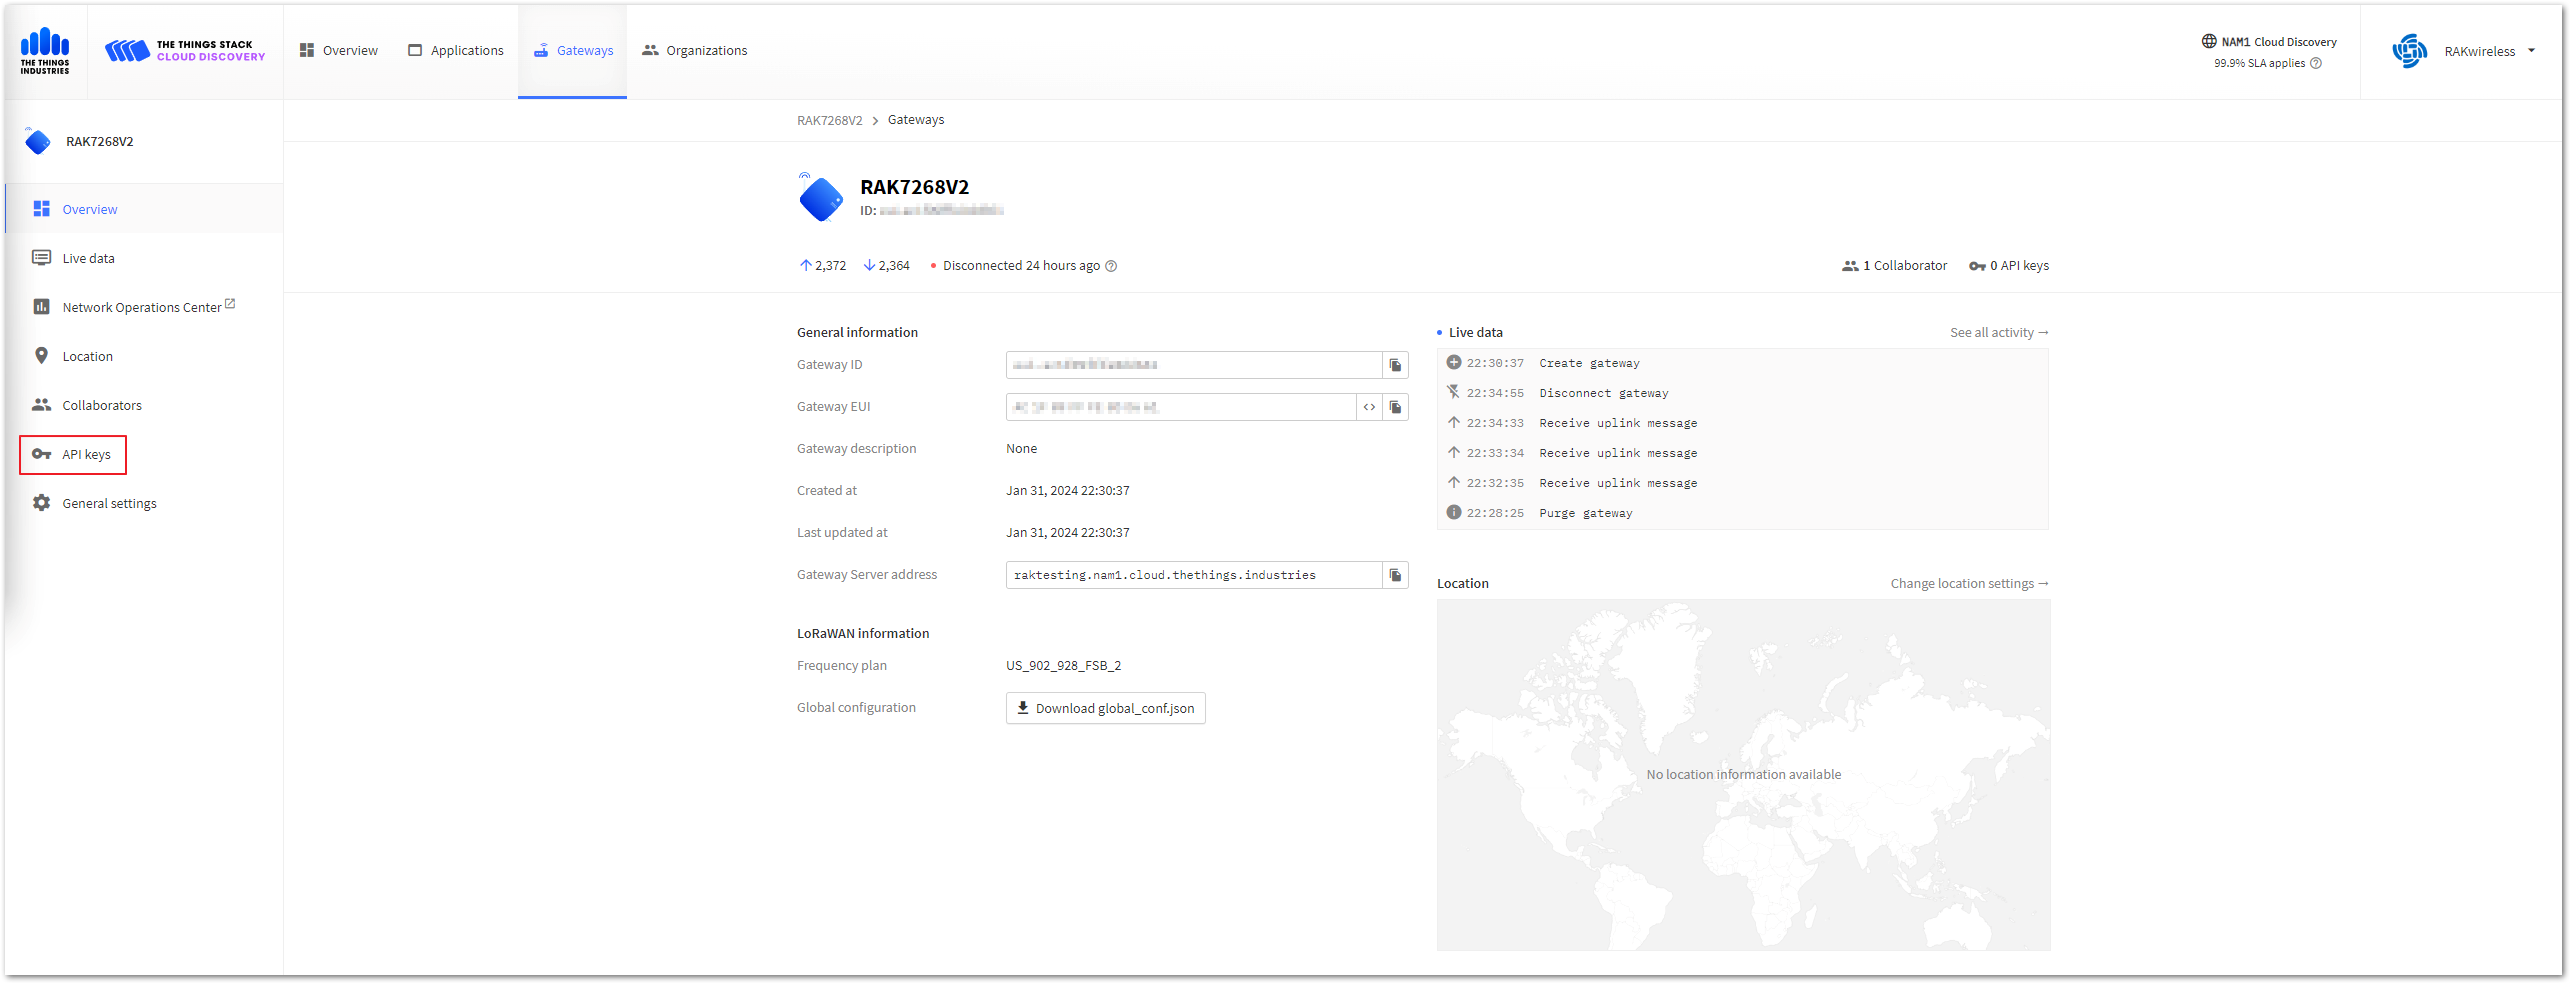 THE THINGS INDUSTRIES
THE THINGS STACK
CLOUD DISCOVERY
Overview
Applications
Gateways
Organizations
NAM1 Cloud Discovery
99.9% SLA applies
RAKwireless
RAK7268V2
Overview
Live data
Network Operations Center
Location
Collaborators
API keys
General settings
RAK7268V2 > Gateways
RAK7268V2
ID:
2,372 2,364 Disconnected 24 hours ago
1 Collaborator 0 API keys
General information
Gateway ID
Gateway EUI
Gateway description None
Created at Jan 31, 2024 22:30:37
Last updated at Jan 31, 2024 22:30:37
Gateway Server address raktesting.nam1.cloud.thethings.industries
LoRaWAN information
Frequency plan US_902_928_FSB_2
Global configuration Download global_conf.json
Live data See all activity →
22:30:37 Create gateway
22:34:55 Disconnect gateway
22:34:33 Receive uplink message
22:33:34 Receive uplink message
22:32:35 Receive uplink message
22:28:25 Purge gateway
Location Change location settings →
No location information available